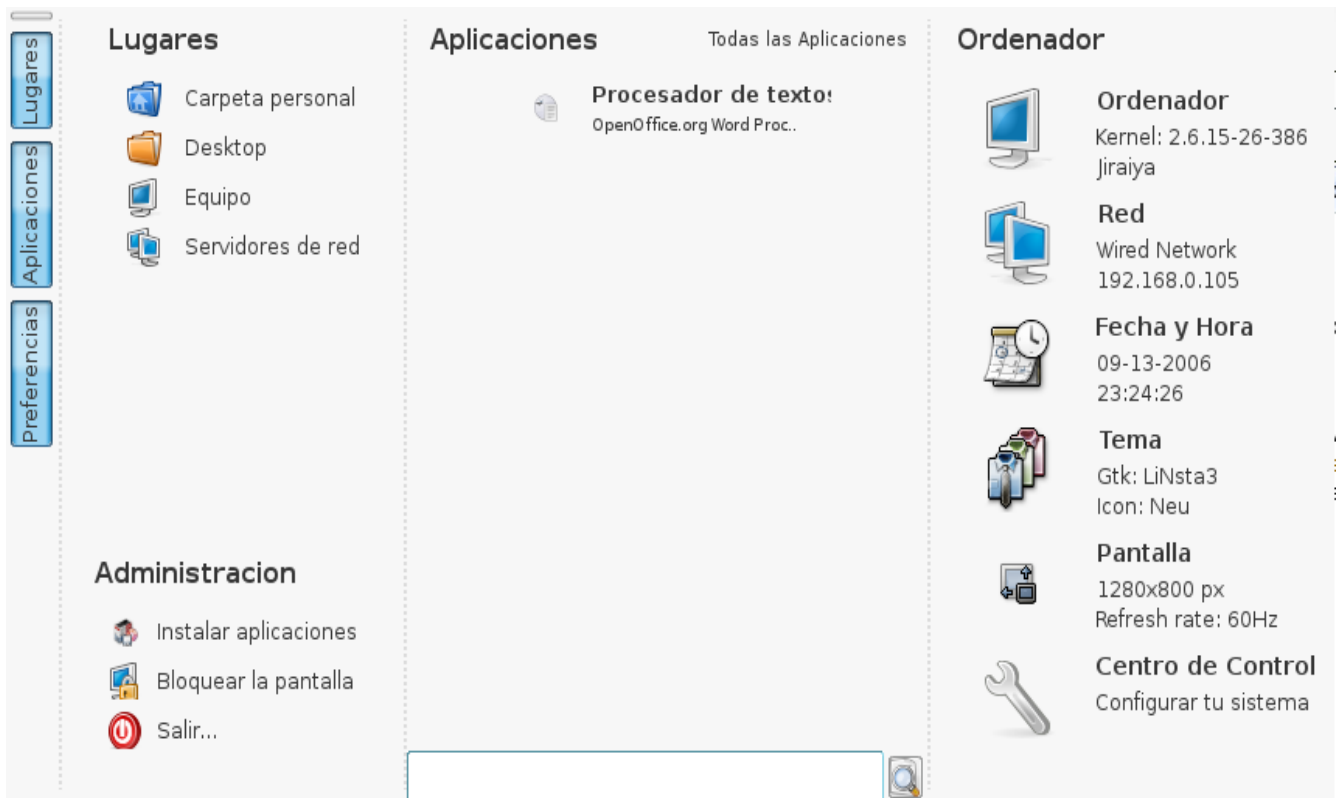 Lugares
Aplicaciones
Preferencias
Lugares
Carpeta personal
Desktop
Equipo
Servidores de red
Administracion
Instalar aplicaciones
Bloquear la pantalla
Salir...
Aplicaciones
Todas las Aplicaciones
Procesador de textos
OpenOffice.org Word Proc..
Ordenador
Ordenador
Kernel: 2.6.15-26-386
Jiraiya
Red
Wired Network
192.168.0.105
Fecha y Hora
09-13-2006
23:24:26
Tema
Gtk: LiNsta3
Icon: Neu
Pantalla
1280x800 px
Refresh rate: 60Hz
Centro de Control
Configurar tu sistema